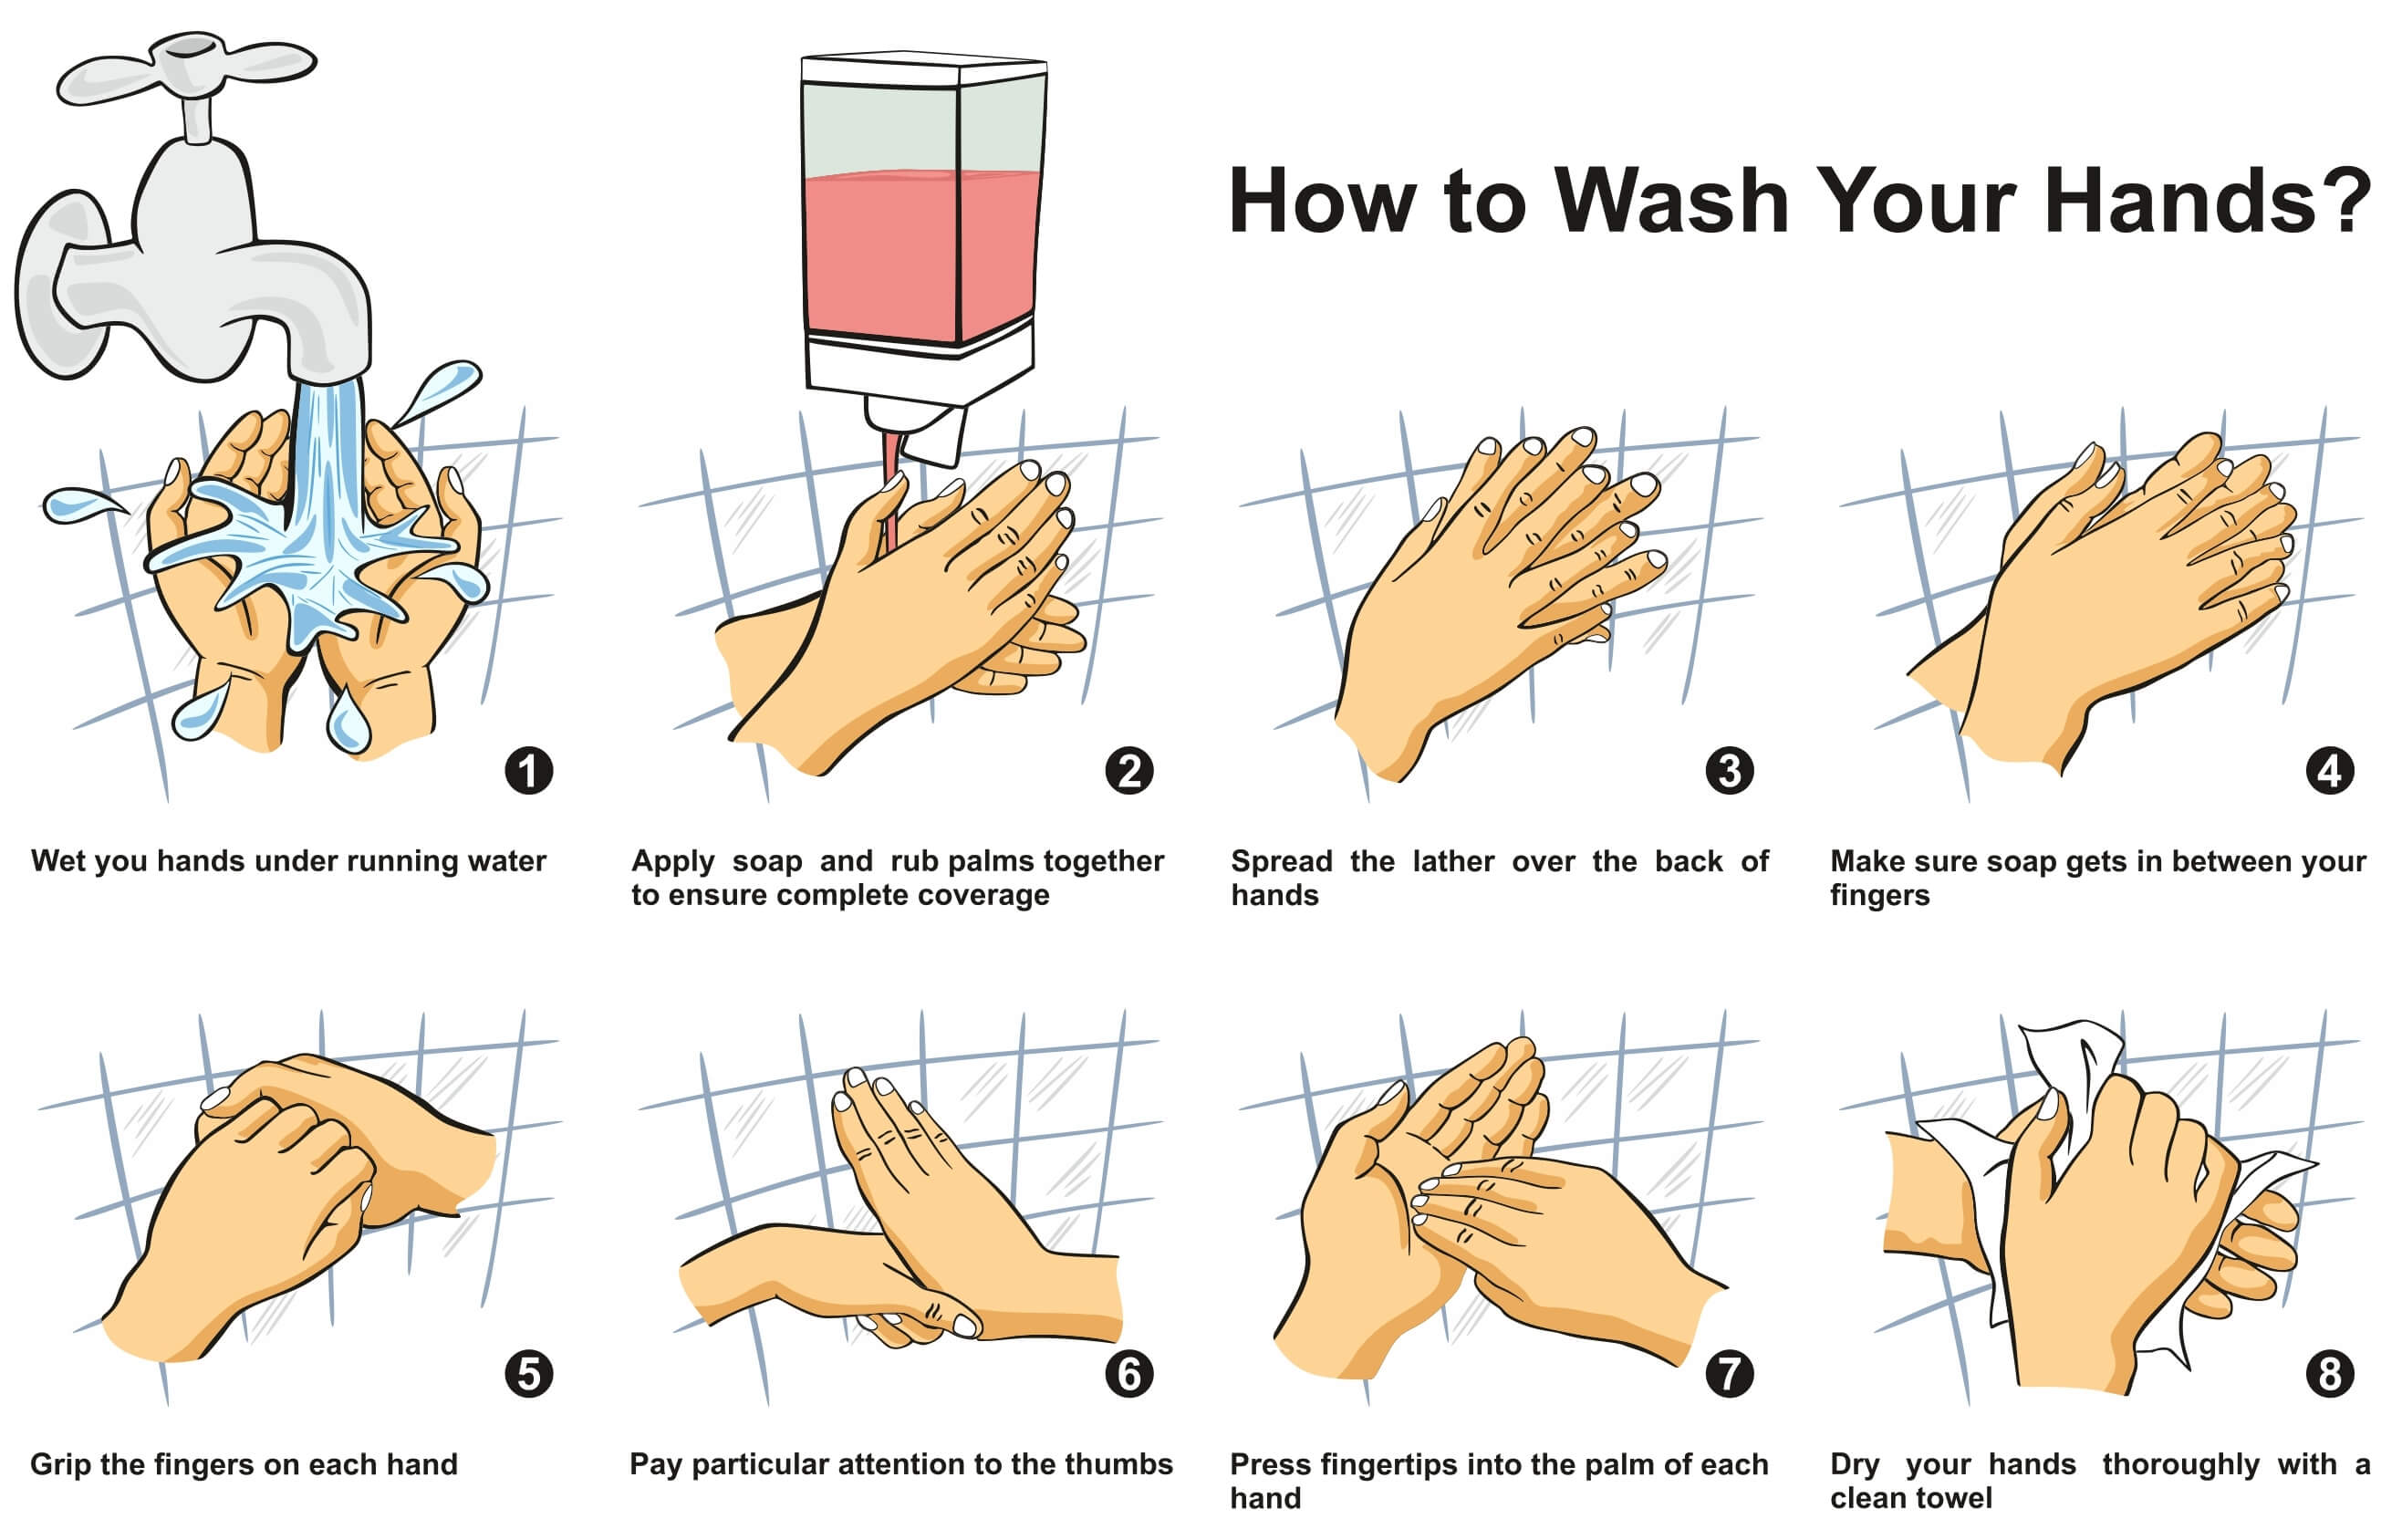 How to Wash Your Hands?
1
Wet you hands under running water
2
Apply soap and rub palms together
to ensure complete coverage
3
Spread the lather over the back of
hands
4
Make sure soap gets in between your
fingers
5
Grip the fingers on each hand
6
Pay particular attention to the thumbs
7
Press fingertips into the palm of each
hand
8
Dry your hands thoroughly with a
clean towel